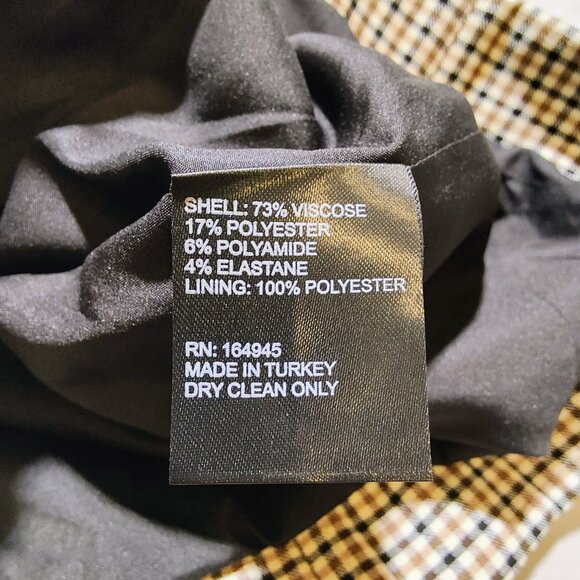 SHELL: 73% VISCOSE
17% POLYESTER
6% POLYAMIDE
4% ELASTANE
LINING: 100% POLYESTER
RN: 164945
MADE IN TURKEY
DRY CLEAN ONLY